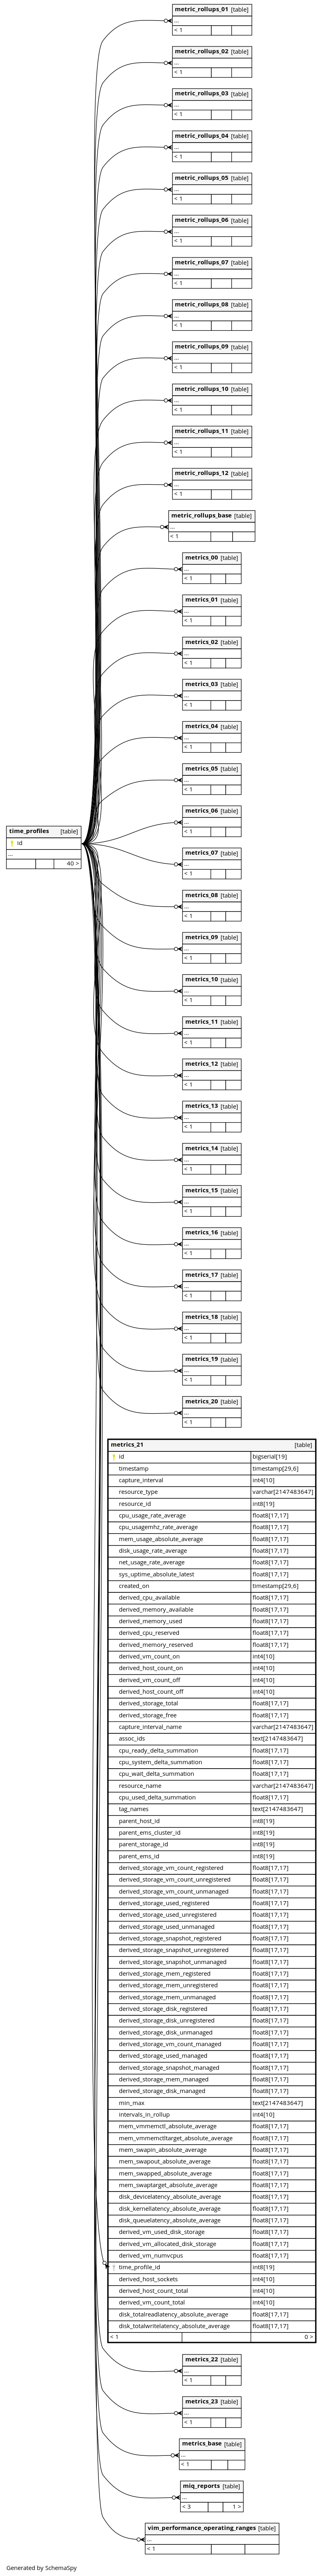 metric_rollups_01 [table]
...
< 1
metric_rollups_02 [table]
...
< 1
metric_rollups_03 [table]
...
< 1
metric_rollups_04 [table]
...
< 1
metric_rollups_05 [table]
...
< 1
metric_rollups_06 [table]
...
< 1
metric_rollups_07 [table]
...
< 1
metric_rollups_08 [table]
...
< 1
metric_rollups_09 [table]
...
< 1
metric_rollups_10 [table]
...
< 1
metric_rollups_11 [table]
...
< 1
metric_rollups_12 [table]
...
< 1
metric_rollups_base [table]
...
< 1
metrics_00 [table]
...
< 1
metrics_01 [table]
...
< 1
metrics_02 [table]
...
< 1
metrics_03 [table]
...
< 1
metrics_04 [table]
...
< 1
metrics_05 [table]
...
< 1
metrics_06 [table]
...
< 1
time_profiles [table]
id
...
40 >
metrics_07 [table]
...
< 1
metrics_08 [table]
...
< 1
metrics_09 [table]
...
< 1
metrics_10 [table]
...
< 1
metrics_11 [table]
...
< 1
metrics_12 [table]
...
< 1
metrics_13 [table]
...
< 1
metrics_14 [table]
...
< 1
metrics_15 [table]
...
< 1
metrics_16 [table]
...
< 1
metrics_17 [table]
...
< 1
metrics_18 [table]
...
< 1
metrics_19 [table]
...
< 1
metrics_20 [table]
...
< 1
metrics_21 [table]
id bigserial[19]
timestamp timestamp[29,6]
capture_interval int4[10]
resource_type varchar[2147483647]
resource_id int8[19]
cpu_usage_rate_average float8[17,17]
cpu_usagemhz_rate_average float8[17,17]
mem_usage_absolute_average float8[17,17]
disk_usage_rate_average float8[17,17]
net_usage_rate_average float8[17,17]
sys_uptime_absolute_latest float8[17,17]
created_on timestamp[29,6]
derived_cpu_available float8[17,17]
derived_memory_available float8[17,17]
derived_memory_used float8[17,17]
derived_cpu_reserved float8[17,17]
derived_memory_reserved float8[17,17]
derived_vm_count_on int4[10]
derived_host_count_on int4[10]
derived_vm_count_off int4[10]
derived_host_count_off int4[10]
derived_storage_total float8[17,17]
derived_storage_free float8[17,17]
capture_interval_name varchar[2147483647]
assoc_ids text[2147483647]
cpu_ready_delta_summation float8[17,17]
cpu_system_delta_summation float8[17,17]
cpu_wait_delta_summation float8[17,17]
resource_name varchar[2147483647]
cpu_used_delta_summation float8[17,17]
tag_names text[2147483647]
parent_host_id int8[19]
parent_ems_cluster_id int8[19]
parent_storage_id int8[19]
parent_ems_id int8[19]
derived_storage_vm_count_registered float8[17,17]
derived_storage_vm_count_unregistered float8[17,17]
derived_storage_vm_count_unmanaged float8[17,17]
derived_storage_used_registered float8[17,17]
derived_storage_used_unregistered float8[17,17]
derived_storage_used_unmanaged float8[17,17]
derived_storage_snapshot_registered float8[17,17]
derived_storage_snapshot_unregistered float8[17,17]
derived_storage_snapshot_unmanaged float8[17,17]
derived_storage_mem_registered float8[17,17]
derived_storage_mem_unregistered float8[17,17]
derived_storage_mem_unmanaged float8[17,17]
derived_storage_disk_registered float8[17,17]
derived_storage_disk_unregistered float8[17,17]
derived_storage_disk_unmanaged float8[17,17]
derived_storage_vm_count_managed float8[17,17]
derived_storage_used_managed float8[17,17]
derived_storage_snapshot_managed float8[17,17]
derived_storage_mem_managed float8[17,17]
derived_storage_disk_managed float8[17,17]
min_max text[2147483647]
intervals_in_rollup int4[10]
mem_vmmemctl_absolute_average float8[17,17]
mem_vmmemctltarget_absolute_average float8[17,17]
mem_swapin_absolute_average float8[17,17]
mem_swapout_absolute_average float8[17,17]
mem_swapped_absolute_average float8[17,17]
mem_swaptarget_absolute_average float8[17,17]
disk_devicelatency_absolute_average float8[17,17]
disk_kernellatency_absolute_average float8[17,17]
disk_queuelatency_absolute_average float8[17,17]
derived_vm_used_disk_storage float8[17,17]
derived_vm_allocated_disk_storage float8[17,17]
derived_vm_numvcpus float8[17,17]
time_profile_id int8[19]
derived_host_sockets int4[10]
derived_host_count_total int4[10]
derived_vm_count_total int4[10]
disk_totalreadlatency_absolute_average float8[17,17]
disk_totalwritelatency_absolute_average float8[17,17]
< 1 0 >
metrics_22 [table]
...
< 1
metrics_23 [table]
...
< 1
metrics_base [table]
...
< 1
miq_reports [table]
...
< 3 1 >
vim_performance_operating_ranges [table]
...
< 1
Generated by SchemaSpy